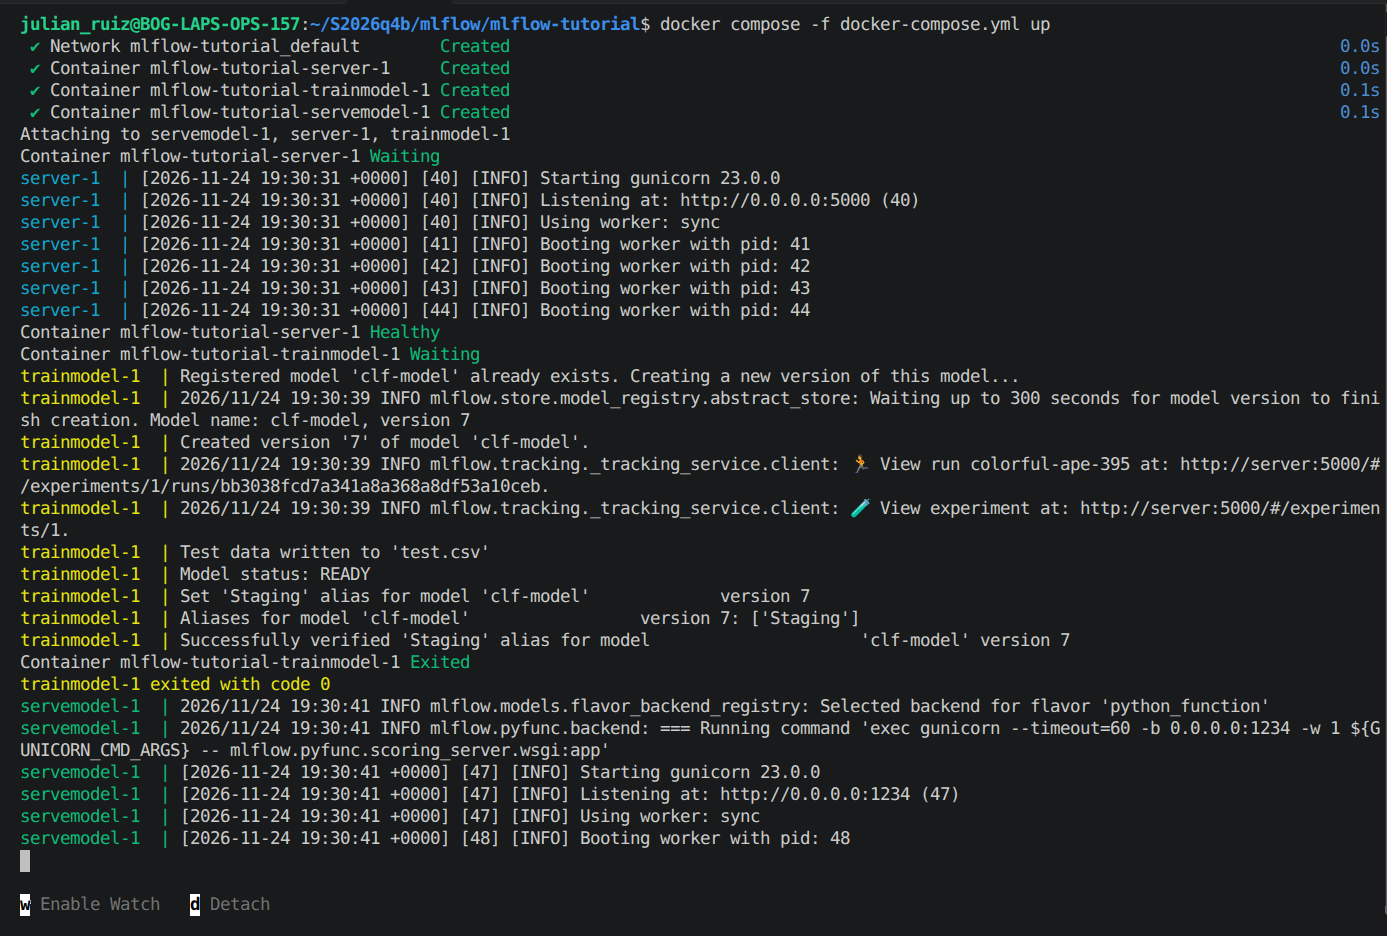 julian_ruiz@BOG-LAPS-OPS-157:~/S2026q4b/mlflow/mlflow-tutorial$ docker compose -f docker-compose.yml up
✔ Network mlflow-tutorial_default Created 0.0s
✔ Container mlflow-tutorial-server-1 Created 0.0s
✔ Container mlflow-tutorial-trainmodel-1 Created 0.1s
✔ Container mlflow-tutorial-servemodel-1 Created 0.1s
Attaching to servemodel-1, server-1, trainmodel-1
Container mlflow-tutorial-server-1 Waiting
server-1 | [2026-11-24 19:30:31 +0000] [40] [INFO] Starting gunicorn 23.0.0
server-1 | [2026-11-24 19:30:31 +0000] [40] [INFO] Listening at: http://0.0.0.0:5000 (40)
server-1 | [2026-11-24 19:30:31 +0000] [40] [INFO] Using worker: sync
server-1 | [2026-11-24 19:30:31 +0000] [41] [INFO] Booting worker with pid: 41
server-1 | [2026-11-24 19:30:31 +0000] [42] [INFO] Booting worker with pid: 42
server-1 | [2026-11-24 19:30:31 +0000] [43] [INFO] Booting worker with pid: 43
server-1 | [2026-11-24 19:30:31 +0000] [44] [INFO] Booting worker with pid: 44
Container mlflow-tutorial-server-1 Healthy
Container mlflow-tutorial-trainmodel-1 Waiting
trainmodel-1 | Registered model 'clf-model' already exists. Creating a new version of this model...
trainmodel-1 | 2026/11/24 19:30:39 INFO mlflow.store.model_registry.abstract_store: Waiting up to 300 seconds for model version to fini
sh creation. Model name: clf-model, version 7
trainmodel-1 | Created version '7' of model 'clf-model'.
trainmodel-1 | 2026/11/24 19:30:39 INFO mlflow.tracking._tracking_service.client: 🏃 View run colorful-ape-395 at: http://server:5000/#
/experiments/1/runs/bb3038fcd7a341a8a368a8df53a10ceb.
trainmodel-1 | 2026/11/24 19:30:39 INFO mlflow.tracking._tracking_service.client: 🧪 View experiment at: http://server:5000/#/experimen
ts/1.
trainmodel-1 | Test data written to 'test.csv'
trainmodel-1 | Model status: READY
trainmodel-1 | Set 'Staging' alias for model 'clf-model' version 7
trainmodel-1 | Aliases for model 'clf-model' version 7: ['Staging']
trainmodel-1 | Successfully verified 'Staging' alias for model 'clf-model' version 7
Container mlflow-tutorial-trainmodel-1 Exited
trainmodel-1 exited with code 0
servemodel-1 | 2026/11/24 19:30:41 INFO mlflow.models.flavor_backend_registry: Selected backend for flavor 'python_function'
servemodel-1 | 2026/11/24 19:30:41 INFO mlflow.pyfunc.backend: === Running command 'exec gunicorn --timeout=60 -b 0.0.0.0:1234 -w 1 ${G
UNICORN_CMD_ARGS} -- mlflow.pyfunc.scoring_server.wsgi:app'
servemodel-1 | [2026-11-24 19:30:41 +0000] [47] [INFO] Starting gunicorn 23.0.0
servemodel-1 | [2026-11-24 19:30:41 +0000] [47] [INFO] Listening at: http://0.0.0.0:1234 (47)
servemodel-1 | [2026-11-24 19:30:41 +0000] [47] [INFO] Using worker: sync
servemodel-1 | [2026-11-24 19:30:41 +0000] [48] [INFO] Booting worker with pid: 48
w Enable Watch d Detach